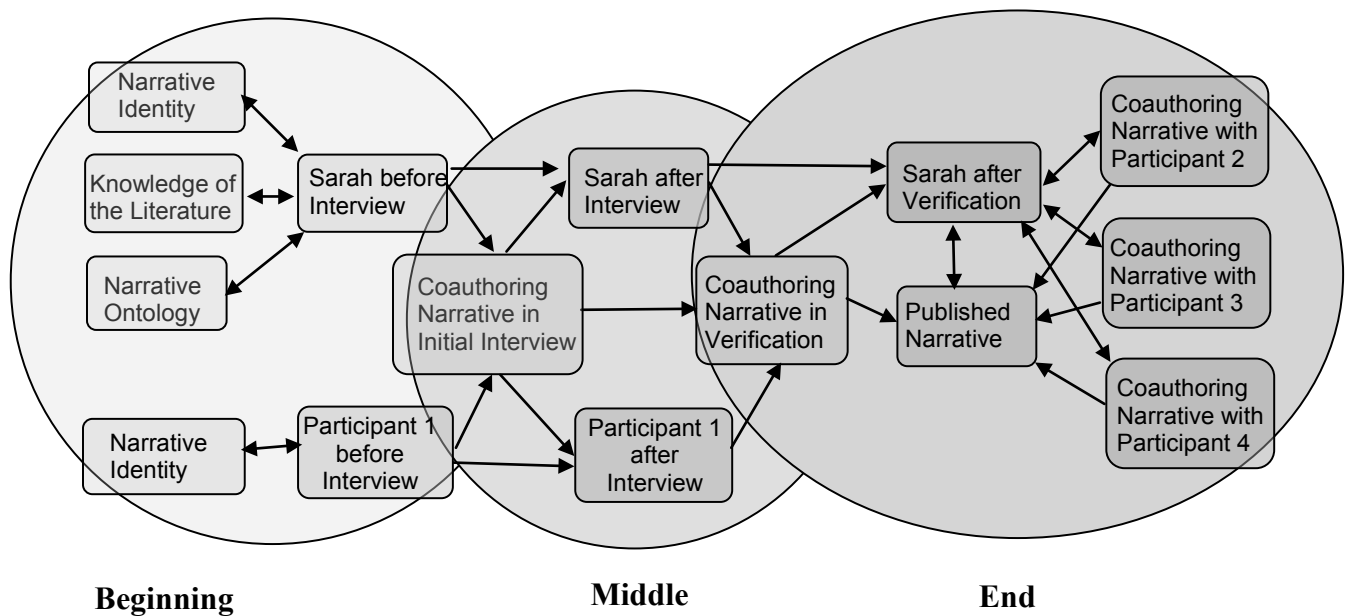 Narrative
Identity
Knowledge of
the Literature
Narrative
Ontology
Narrative
Identity
Sarah before
Interview
Participant 1
before
Interview
Coauthoring
Narrative in
Initial Interview
Sarah after
Interview
Participant 1
after
Interview
Coauthoring
Narrative in
Verification
Sarah after
Verification
Published
Narrative
Coauthoring
Narrative with
Participant 2
Coauthoring
Narrative with
Participant 3
Coauthoring
Narrative with
Participant 4
Beginning
Middle
End